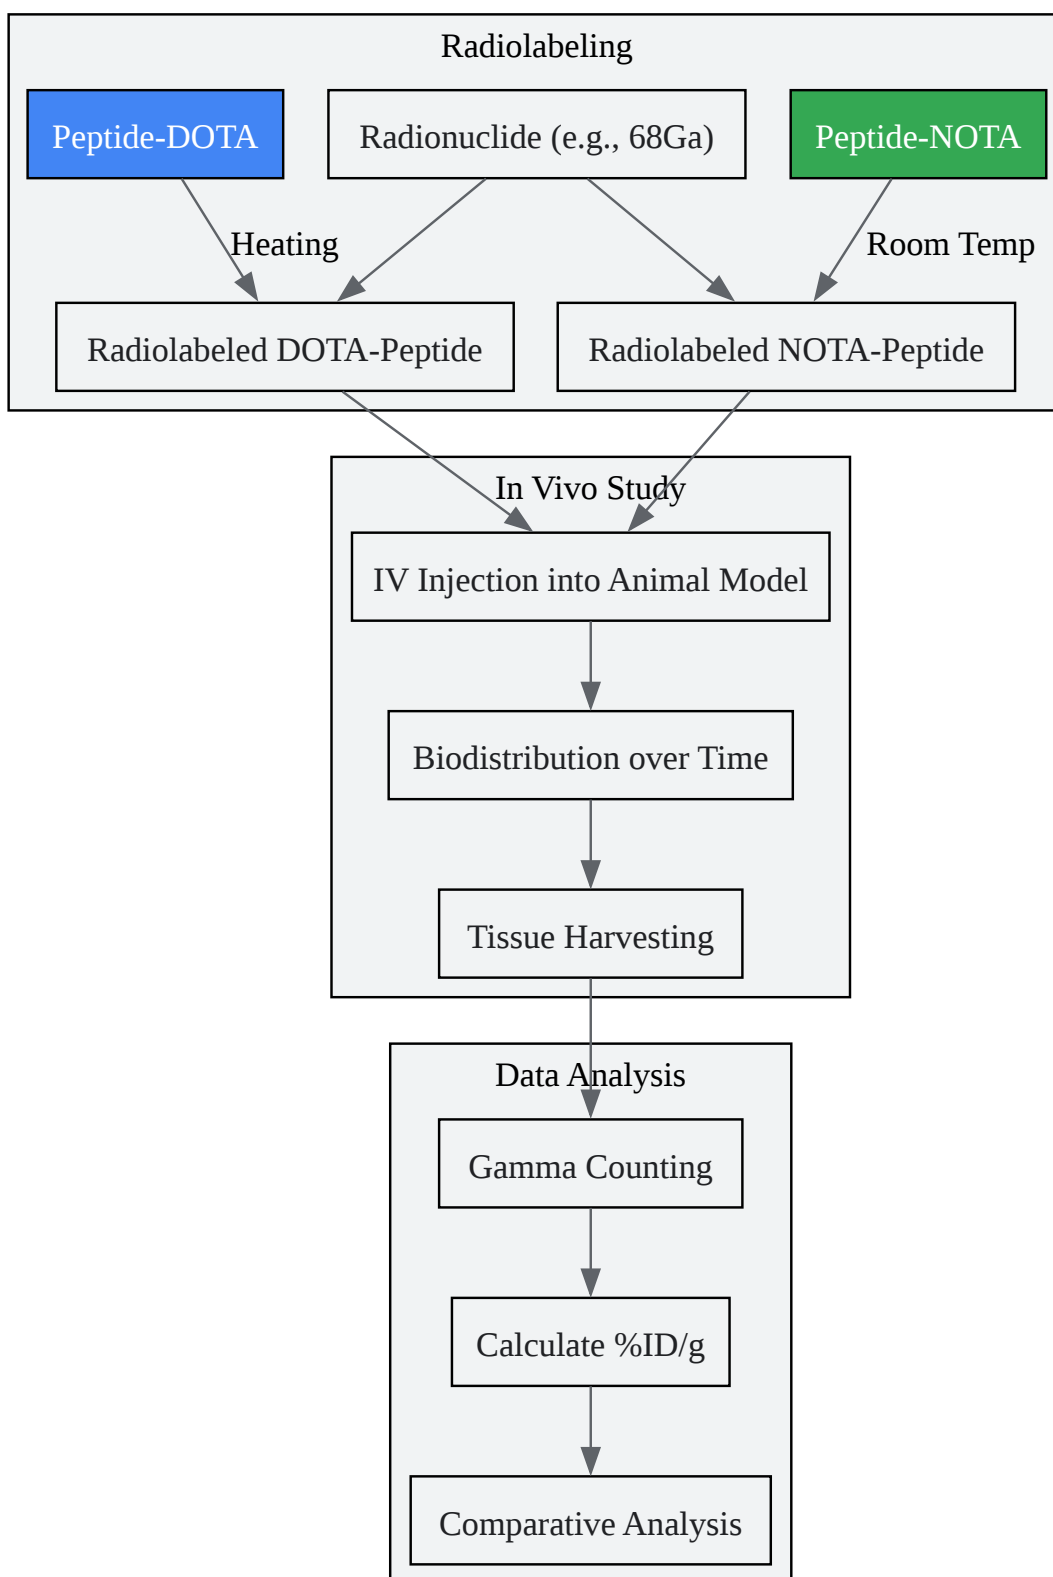 Radiolabeling
Peptide-DOTA
Radionuclide (e.g., 68Ga)
Peptide-NOTA
Heating
Room Temp
Radiolabeled DOTA-Peptide
Radiolabeled NOTA-Peptide
In Vivo Study
IV Injection into Animal Model
Biodistribution over Time
Tissue Harvesting
Data Analysis
Gamma Counting
Calculate %ID/g
Comparative Analysis